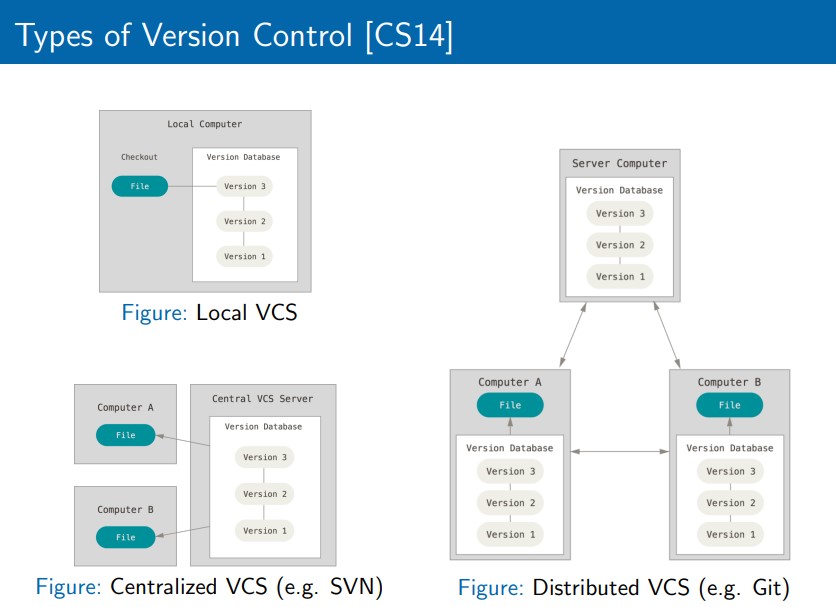 Types of Version Control [CS14]
Local Computer
Checkout
Version Database
File
Version 3
Version 2
Version 1
Figure: Local VCS
Computer A
File
Computer B
File
Central VCS Server
Version Database
Version 3
Version 2
Version 1
Figure: Centralized VCS (e.g. SVN)
Server Computer
Version Database
Version 3
Version 2
Version 1
Computer A
File
Version Database
Version 3
Version 2
Version 1
Computer B
File
Version Database
Version 3
Version 2
Version 1
Figure: Distributed VCS (e.g. Git)